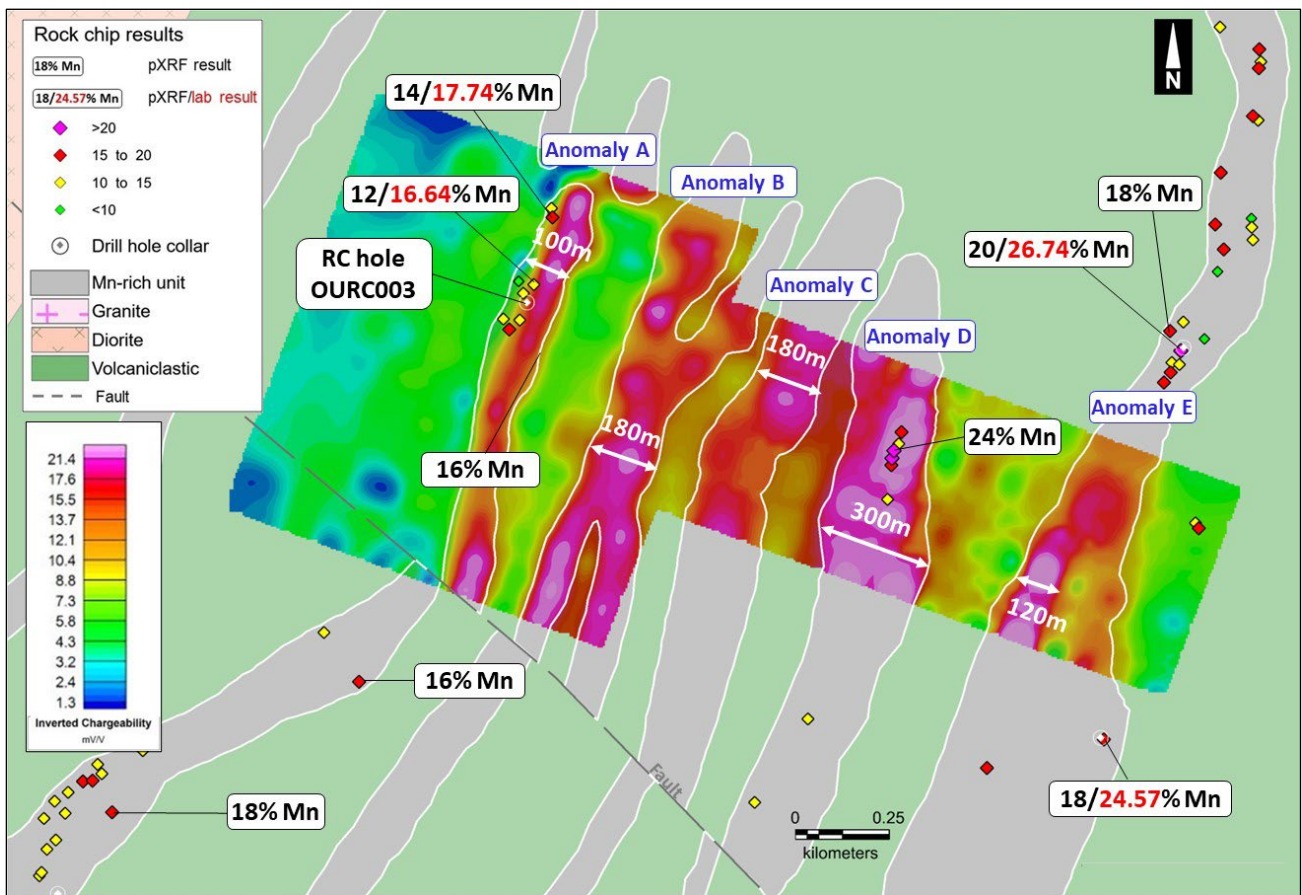 Rock chip results
18% Mn pXRF result
18/24.57% Mn pXRF/lab result
>20
15 to 20
10 to 15
<10
Drill hole collar
Mn-rich unit
Granite
Diorite
Volcaniclastic
Fault
21.4
17.6
15.5
13.7
12.1
10.4
8.8
7.3
5.8
4.3
3.2
2.4
1.3
Inverted Chargeability
mV/V
14/17.74% Mn
12/16.64% Mn
RC hole
OURC003
Anomaly A
Anomaly B
Anomaly C
Anomaly D
Anomaly E
N
18% Mn
20/26.74% Mn
100m
180m
180m
300m
120m
16% Mn
24% Mn
16% Mn
18% Mn
Fault
0 0.25
kilometers
18/24.57% Mn